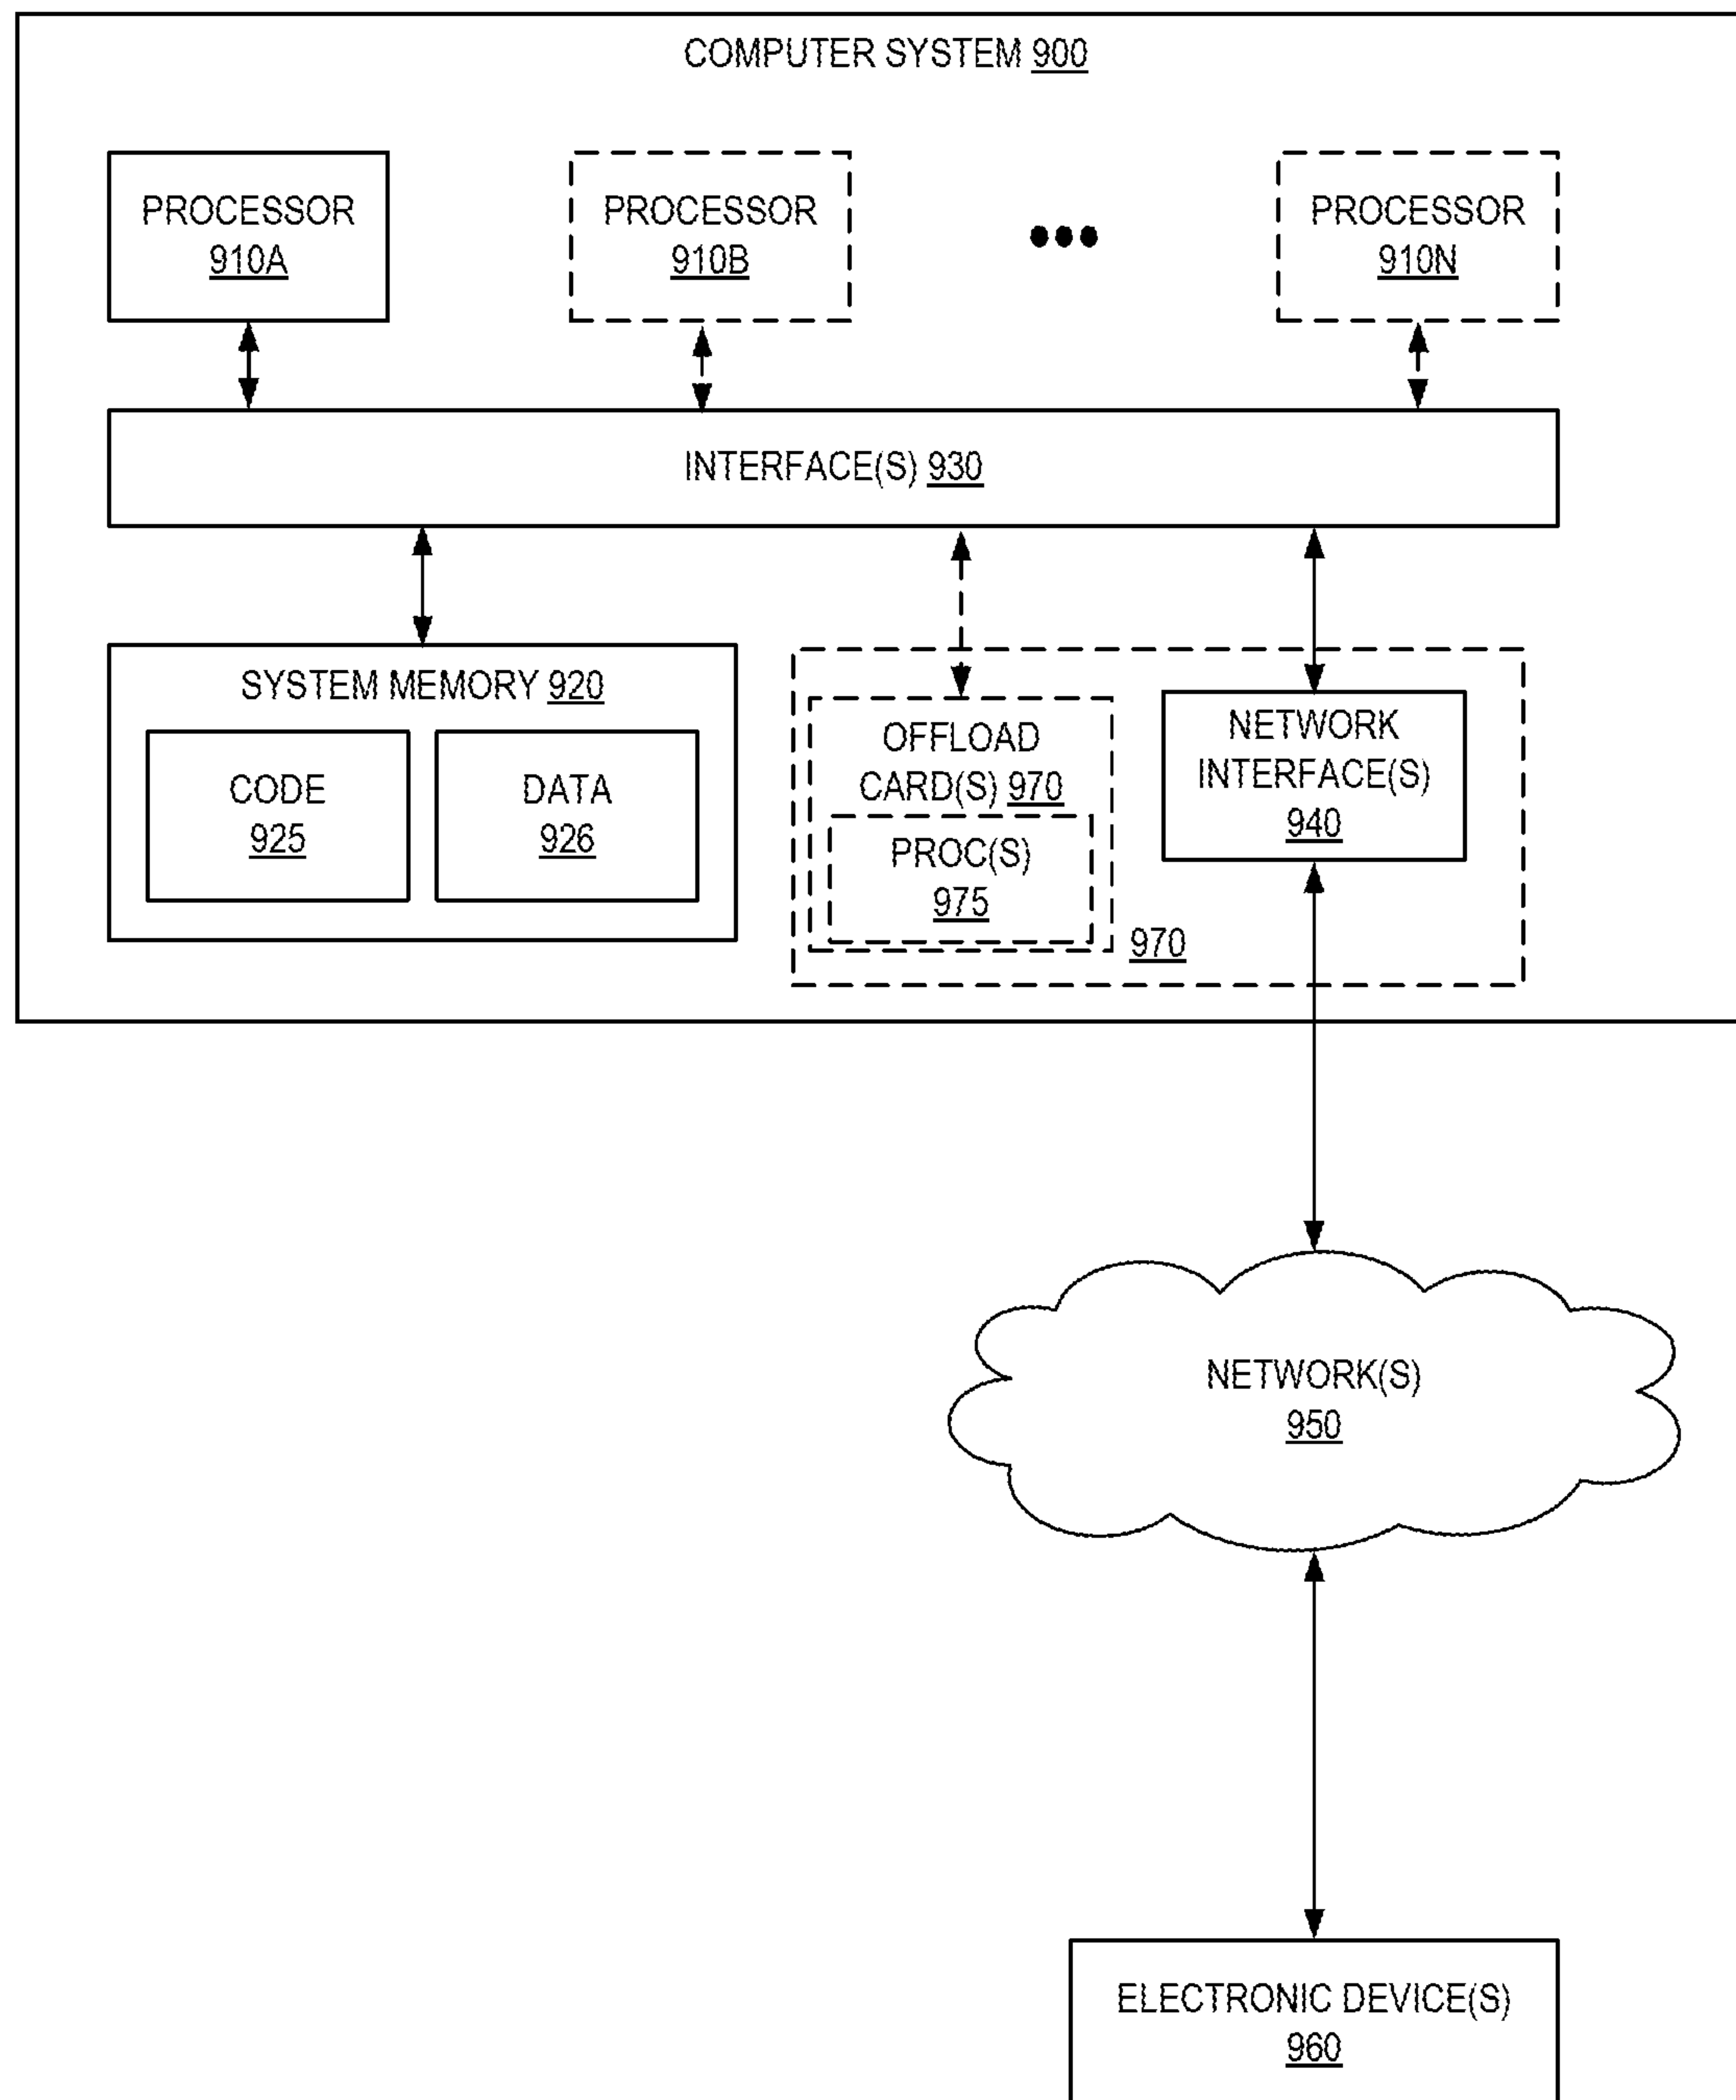 COMPUTER SYSTEM 900
PROCESSOR
910A
PROCESSOR
910B
PROCESSOR
910N
INTERFACE(S) 930
SYSTEM MEMORY 920
CODE
925
DATA
926
OFFLOAD
CARD(S) 970
PROC(S)
975
970
NETWORK
INTERFACE(S)
940
NETWORK(S)
950
ELECTRONIC DEVICE(S)
960